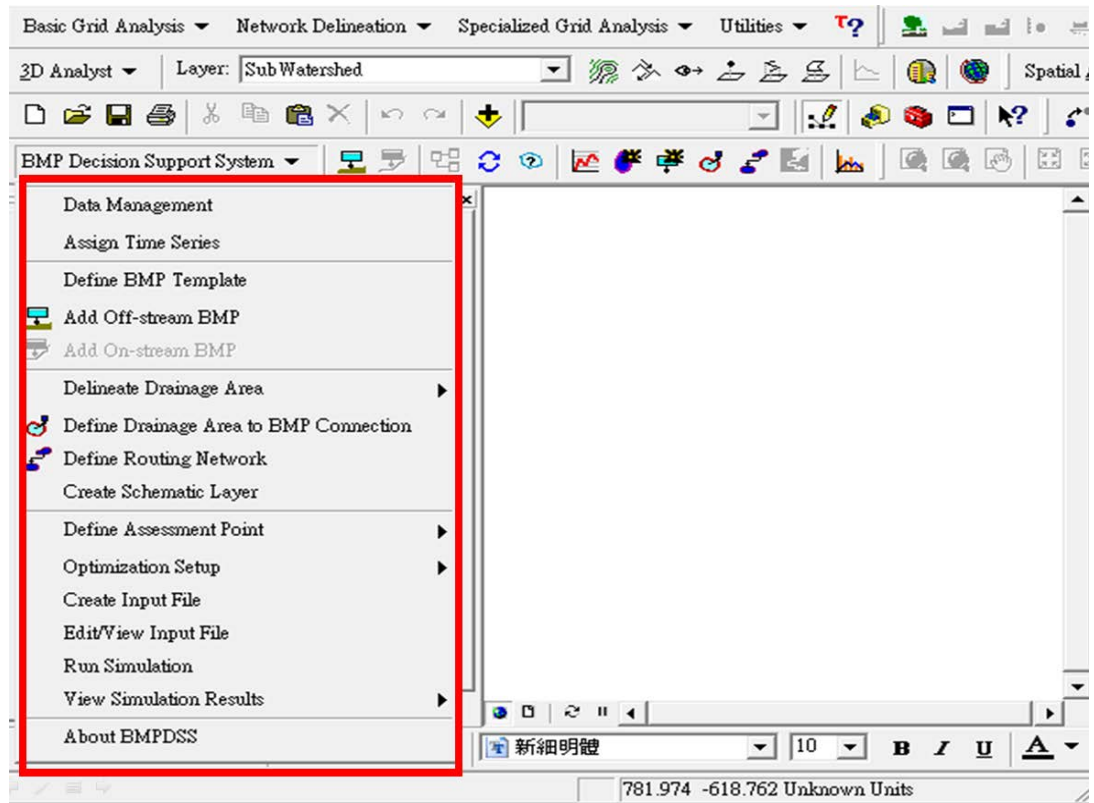 Basic Grid Analysis Network Delineation Specialized Grid Analysis Utilities T?
3D Analyst Layer: SubWatershed Spatial
BMP Decision Support System
Data Management
Assign Time Series
Define BMP Template
Add Off-stream BMP
Add On-stream BMP
Delineate Drainage Area
Define Drainage Area to BMP Connection
Define Routing Network
Create Schematic Layer
Define Assessment Point
Optimization Setup
Create Input File
Edit/View Input File
Run Simulation
View Simulation Results
About BMPDSS
新細明體 10 B I U A
781.974 -618.762 Unknown Units